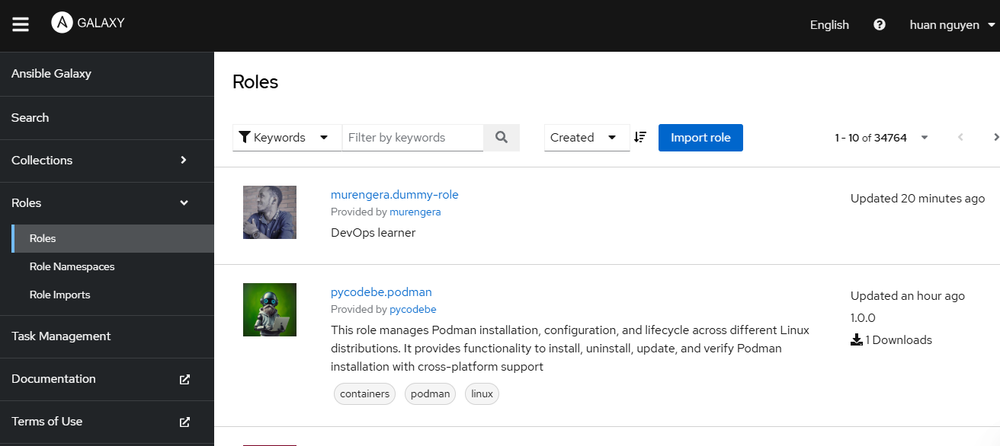 GALAXY
English
huan nguyen
Ansible Galaxy
Search
Collections
Roles
Roles
Role Namespaces
Role Imports
Task Management
Documentation
Terms of Use
Roles
Keywords
Filter by keywords
Created
Import role
1 - 10 of 34764
murengera.dummy-role
Updated 20 minutes ago
Provided by murengera
DevOps learner
pycodebe.podman
Updated an hour ago
Provided by pycodebe
1.0.0
This role manages Podman installation, configuration, and lifecycle across different Linux
1 Downloads
distributions. It provides functionality to install, uninstall, update, and verify Podman
installation with cross-platform support
containers podman linux